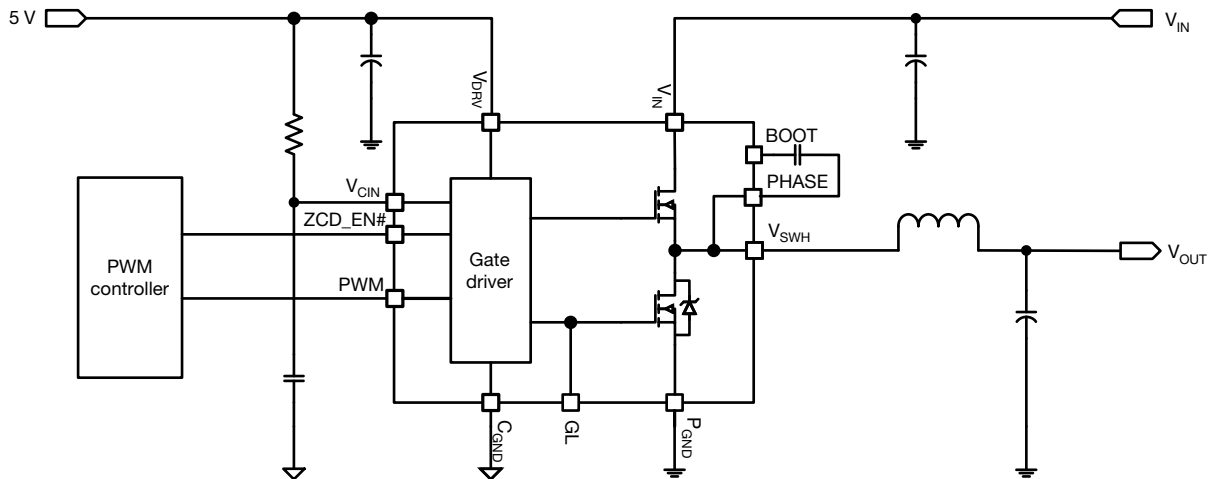 5 V
V_IN
V_DRV
V_IN
BOOT
PHASE
V_CIN
ZCD_EN#
PWM controller
Gate driver
V_SWH
V_OUT
PWM
C_GND
GL
P_GND